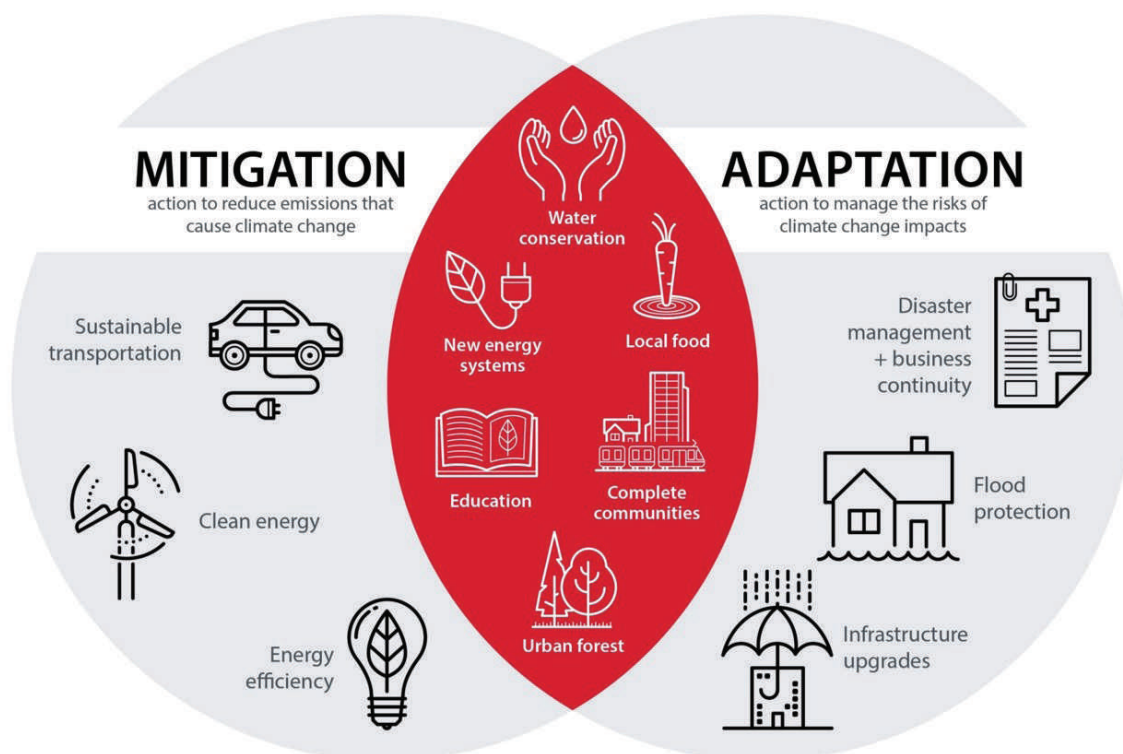 MITIGATION
action to reduce emissions that
cause climate change
Sustainable
transportation
Clean energy
Energy
efficiency
Water
conservation
New energy
systems
Local food
Education
Complete
communities
Urban forest
ADAPTATION
action to manage the risks of
climate change impacts
Disaster
management
+ business
continuity
Flood
protection
Infrastructure
upgrades